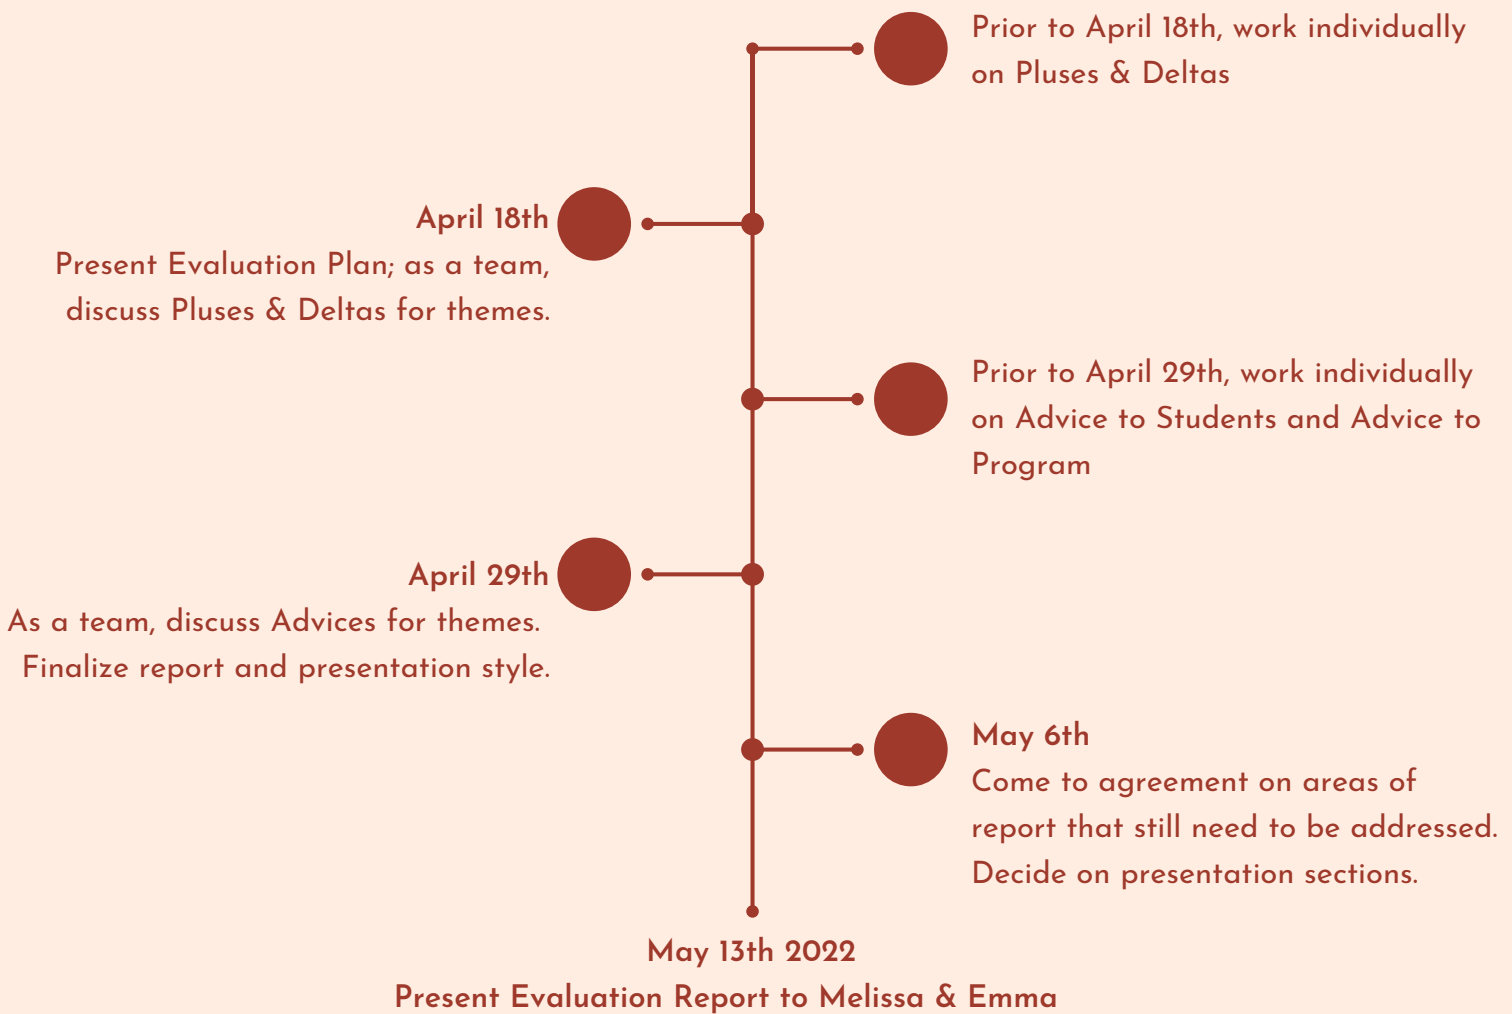 Prior to April 18th, work individually
on Pluses & Deltas
April 18th
Present Evaluation Plan; as a team,
discuss Pluses & Deltas for themes.
Prior to April 29th, work individually
on Advice to Students and Advice to
Program
April 29th
As a team, discuss Advices for themes.
Finalize report and presentation style.
May 6th
Come to agreement on areas of
report that still need to be addressed.
Decide on presentation sections.
May 13th 2022
Present Evaluation Report to Melissa & Emma